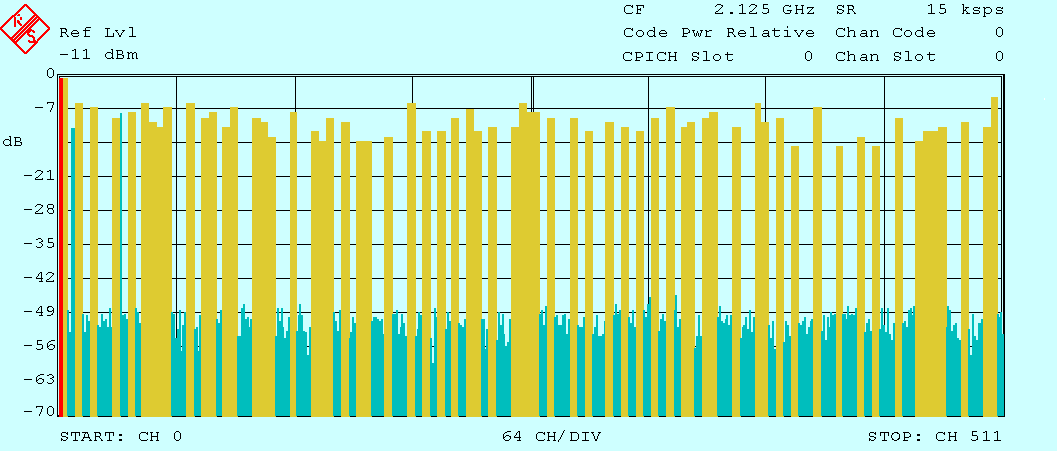 CF 2.125 GHz SR 15 ksps
Ref Lvl Code Pwr Relative Chan Code 0
-11 dBm CPICH Slot 0 Chan Slot 0
R
S
0
-7
dB
-21
-28
-35
-42
-49
-56
-63
-70
START: CH 0 64 CH/DIV STOP: CH 511